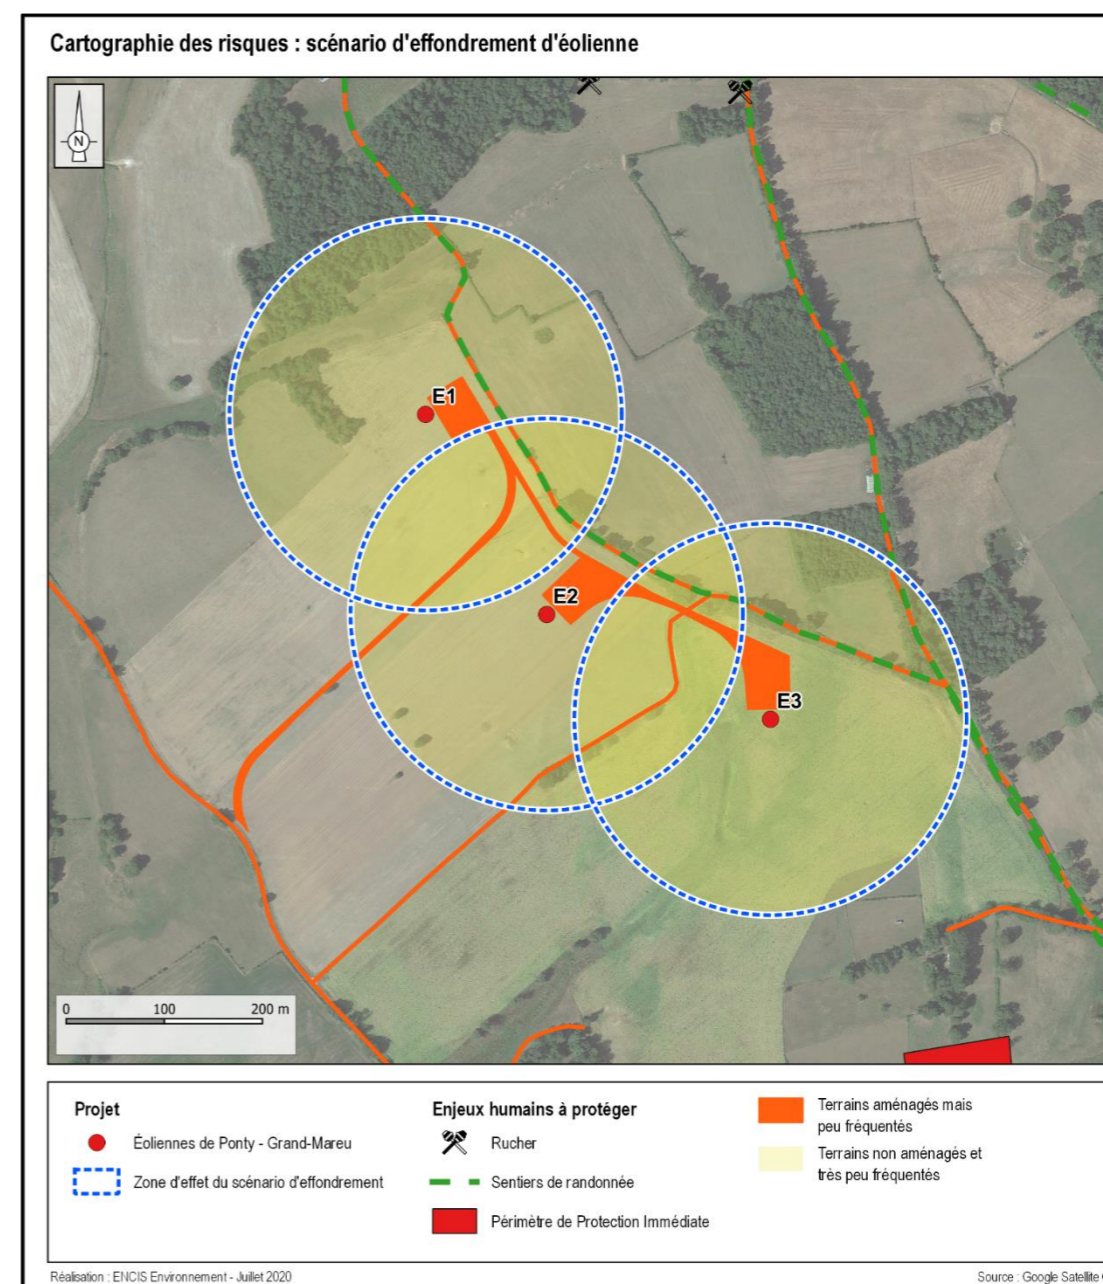 Cartographie des risques : scénario d'effondrement d'éolienne
N
E1
E2
E3
0 100 200 m
Projet
Éoliennes de Ponty - Grand-Mareu
Zone d'effet du scénario d'effondrement
Enjeux humains à protéger
Rucher
Sentiers de randonnée
Périmètre de Protection Immédiate
Terrains aménagés mais
peu fréquentés
Terrains non aménagés et
très peu fréquentés
Réalisation : ENCIS Environnement - Juillet 2020
Source : Google Satellite